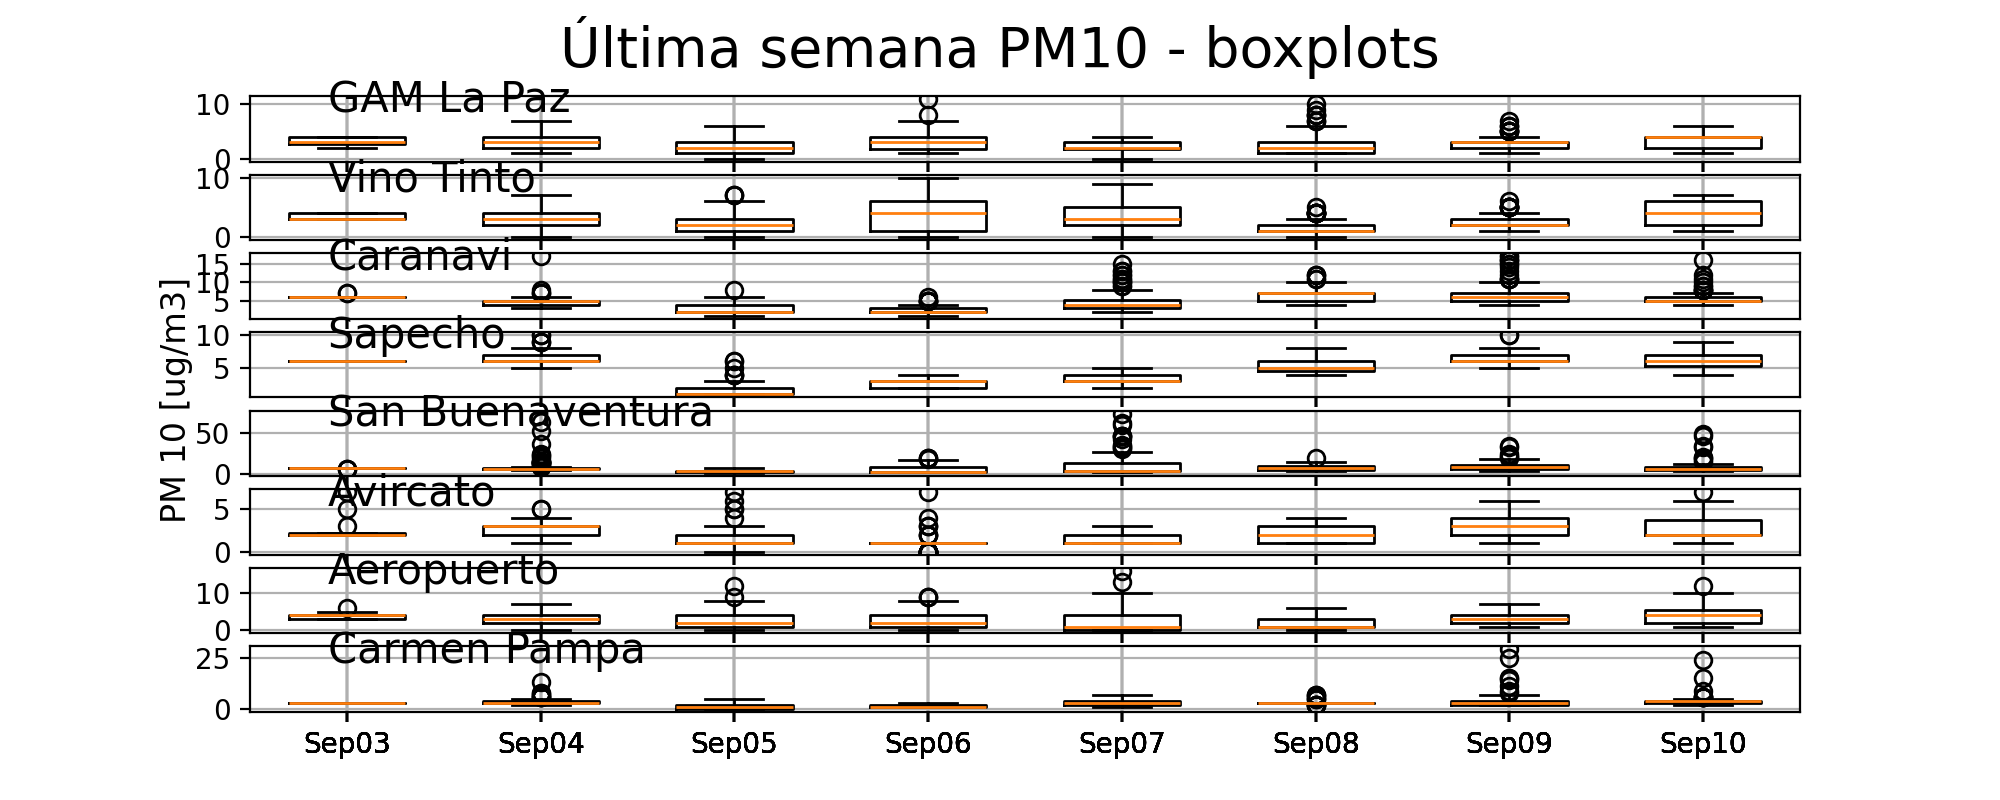 Última semana PM10 - boxplots
GAM La Paz
10
0
Vino Tinto
10
0
Caranavi
15
10
5
Sapecho
10
5
PM 10 [ug/m3]
San Buenaventura
50
0
Avircato
5
0
Aeropuerto
10
0
Carmen Pampa
25
0
Sep03 Sep04 Sep05 Sep06 Sep07 Sep08 Sep09 Sep10